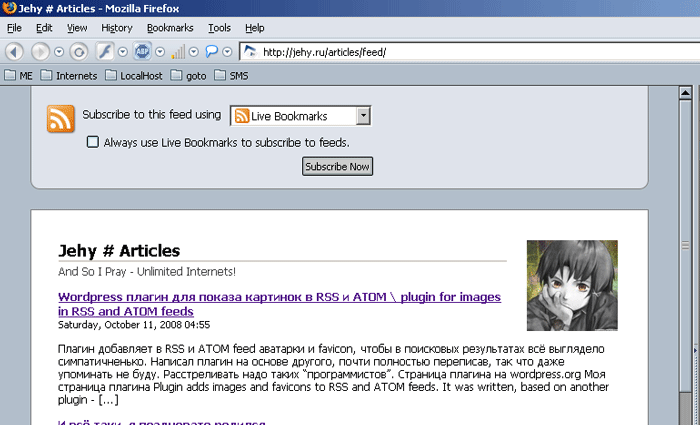 Jehy # Articles - Mozilla Firefox
File Edit View History Bookmarks Tools Help
ASP http://jehy.ru/articles/feed/
ME Internets LocalHost goto SMS
Subscribe to this feed using Live Bookmarks
Always use Live Bookmarks to subscribe to feeds.
Subscribe Now
Jehy # Articles
And So I Pray - Unlimited Internets!
Wordpress плагин для показа картинок в RSS и ATOM \ plugin for images
in RSS and ATOM feeds
Saturday, October 11, 2008 04:55
Плагин добавляет в RSS и ATOM feed аватарки и favicon, чтобы в поисковых результатах всё выглядело
симпатичненько. Написал плагин на основе другого, почти полностью переписав, так что даже
упоминать не буду. Расстреливать надо таких “программистов”. Страница плагина на wordpress.org Моя
страница плагина Plugin adds images and favicons to RSS and ATOM feeds. It was written, based on another
plugin - [...]
И всё таки, я поздновато родился